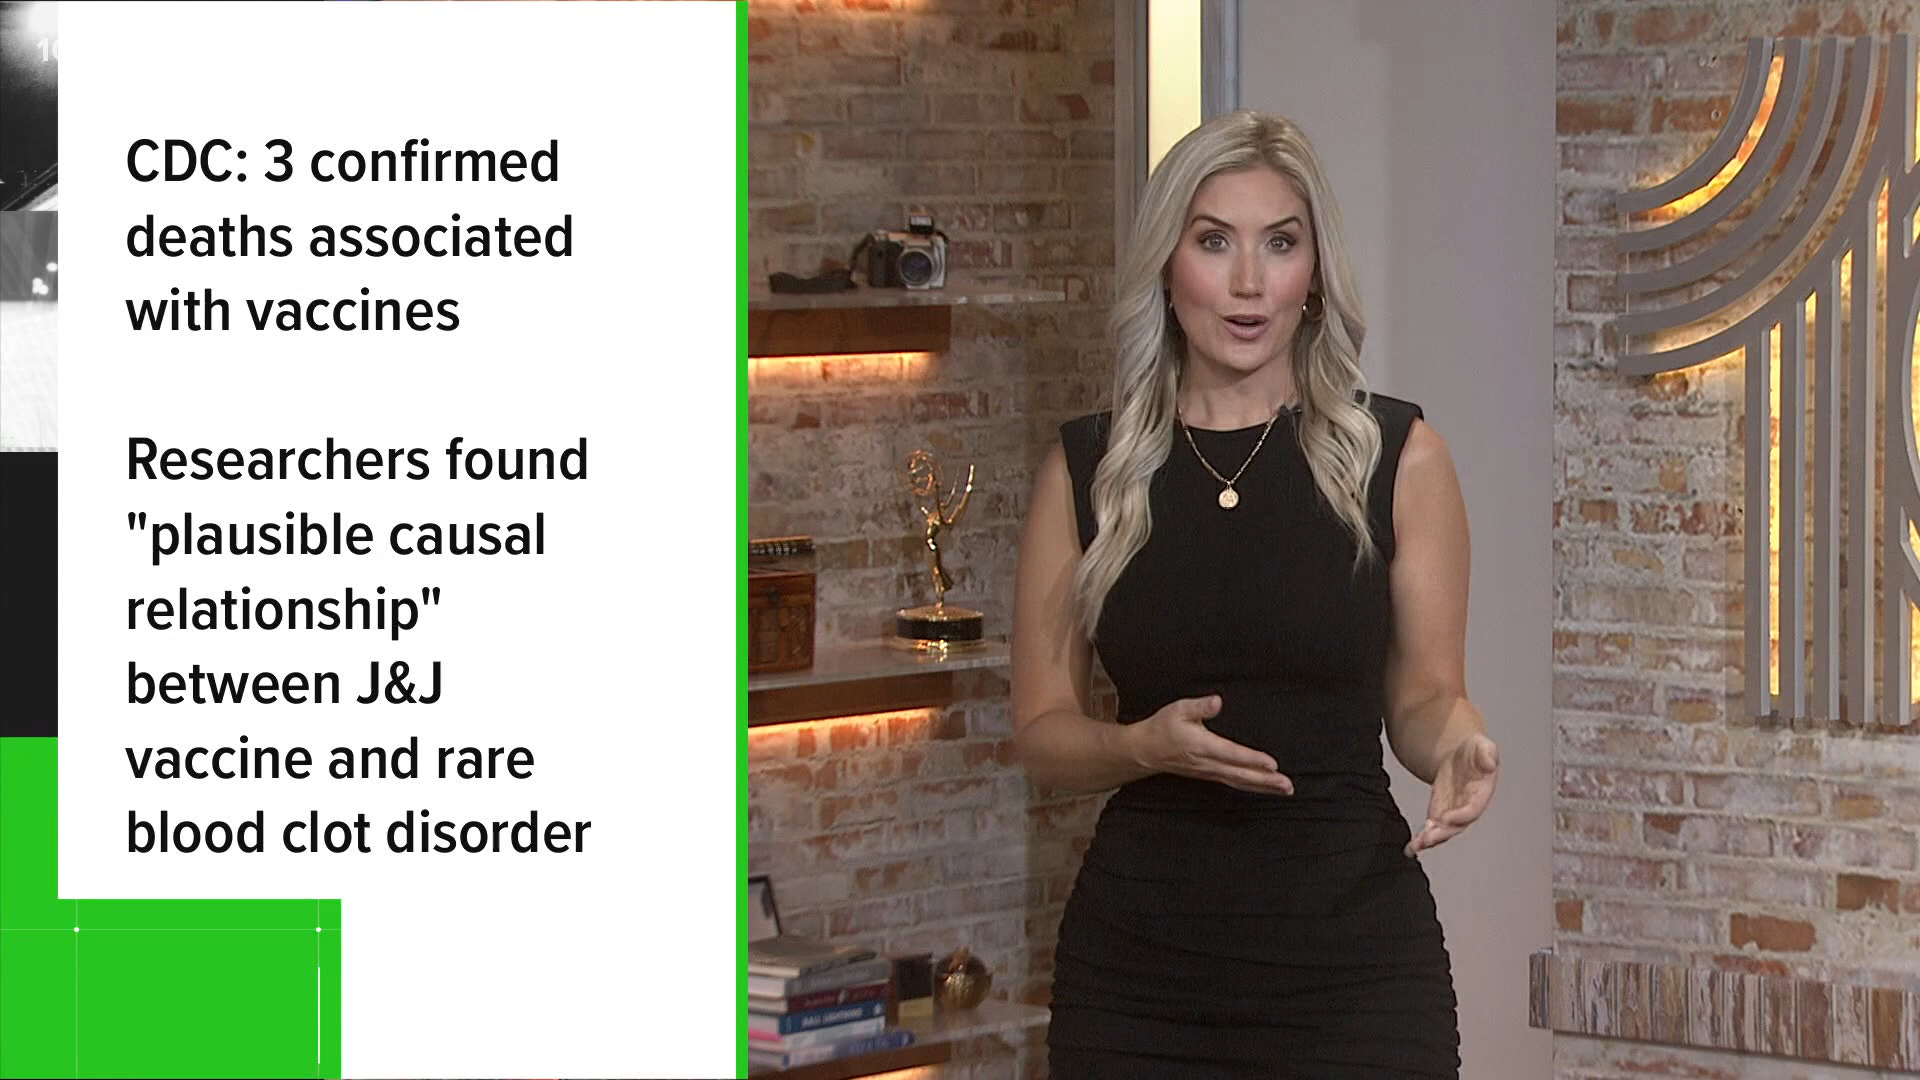 10
CDC: 3 confirmed
deaths associated
with vaccines
Researchers found
"plausible causal
relationship"
between J&J
vaccine and rare
blood clot disorder